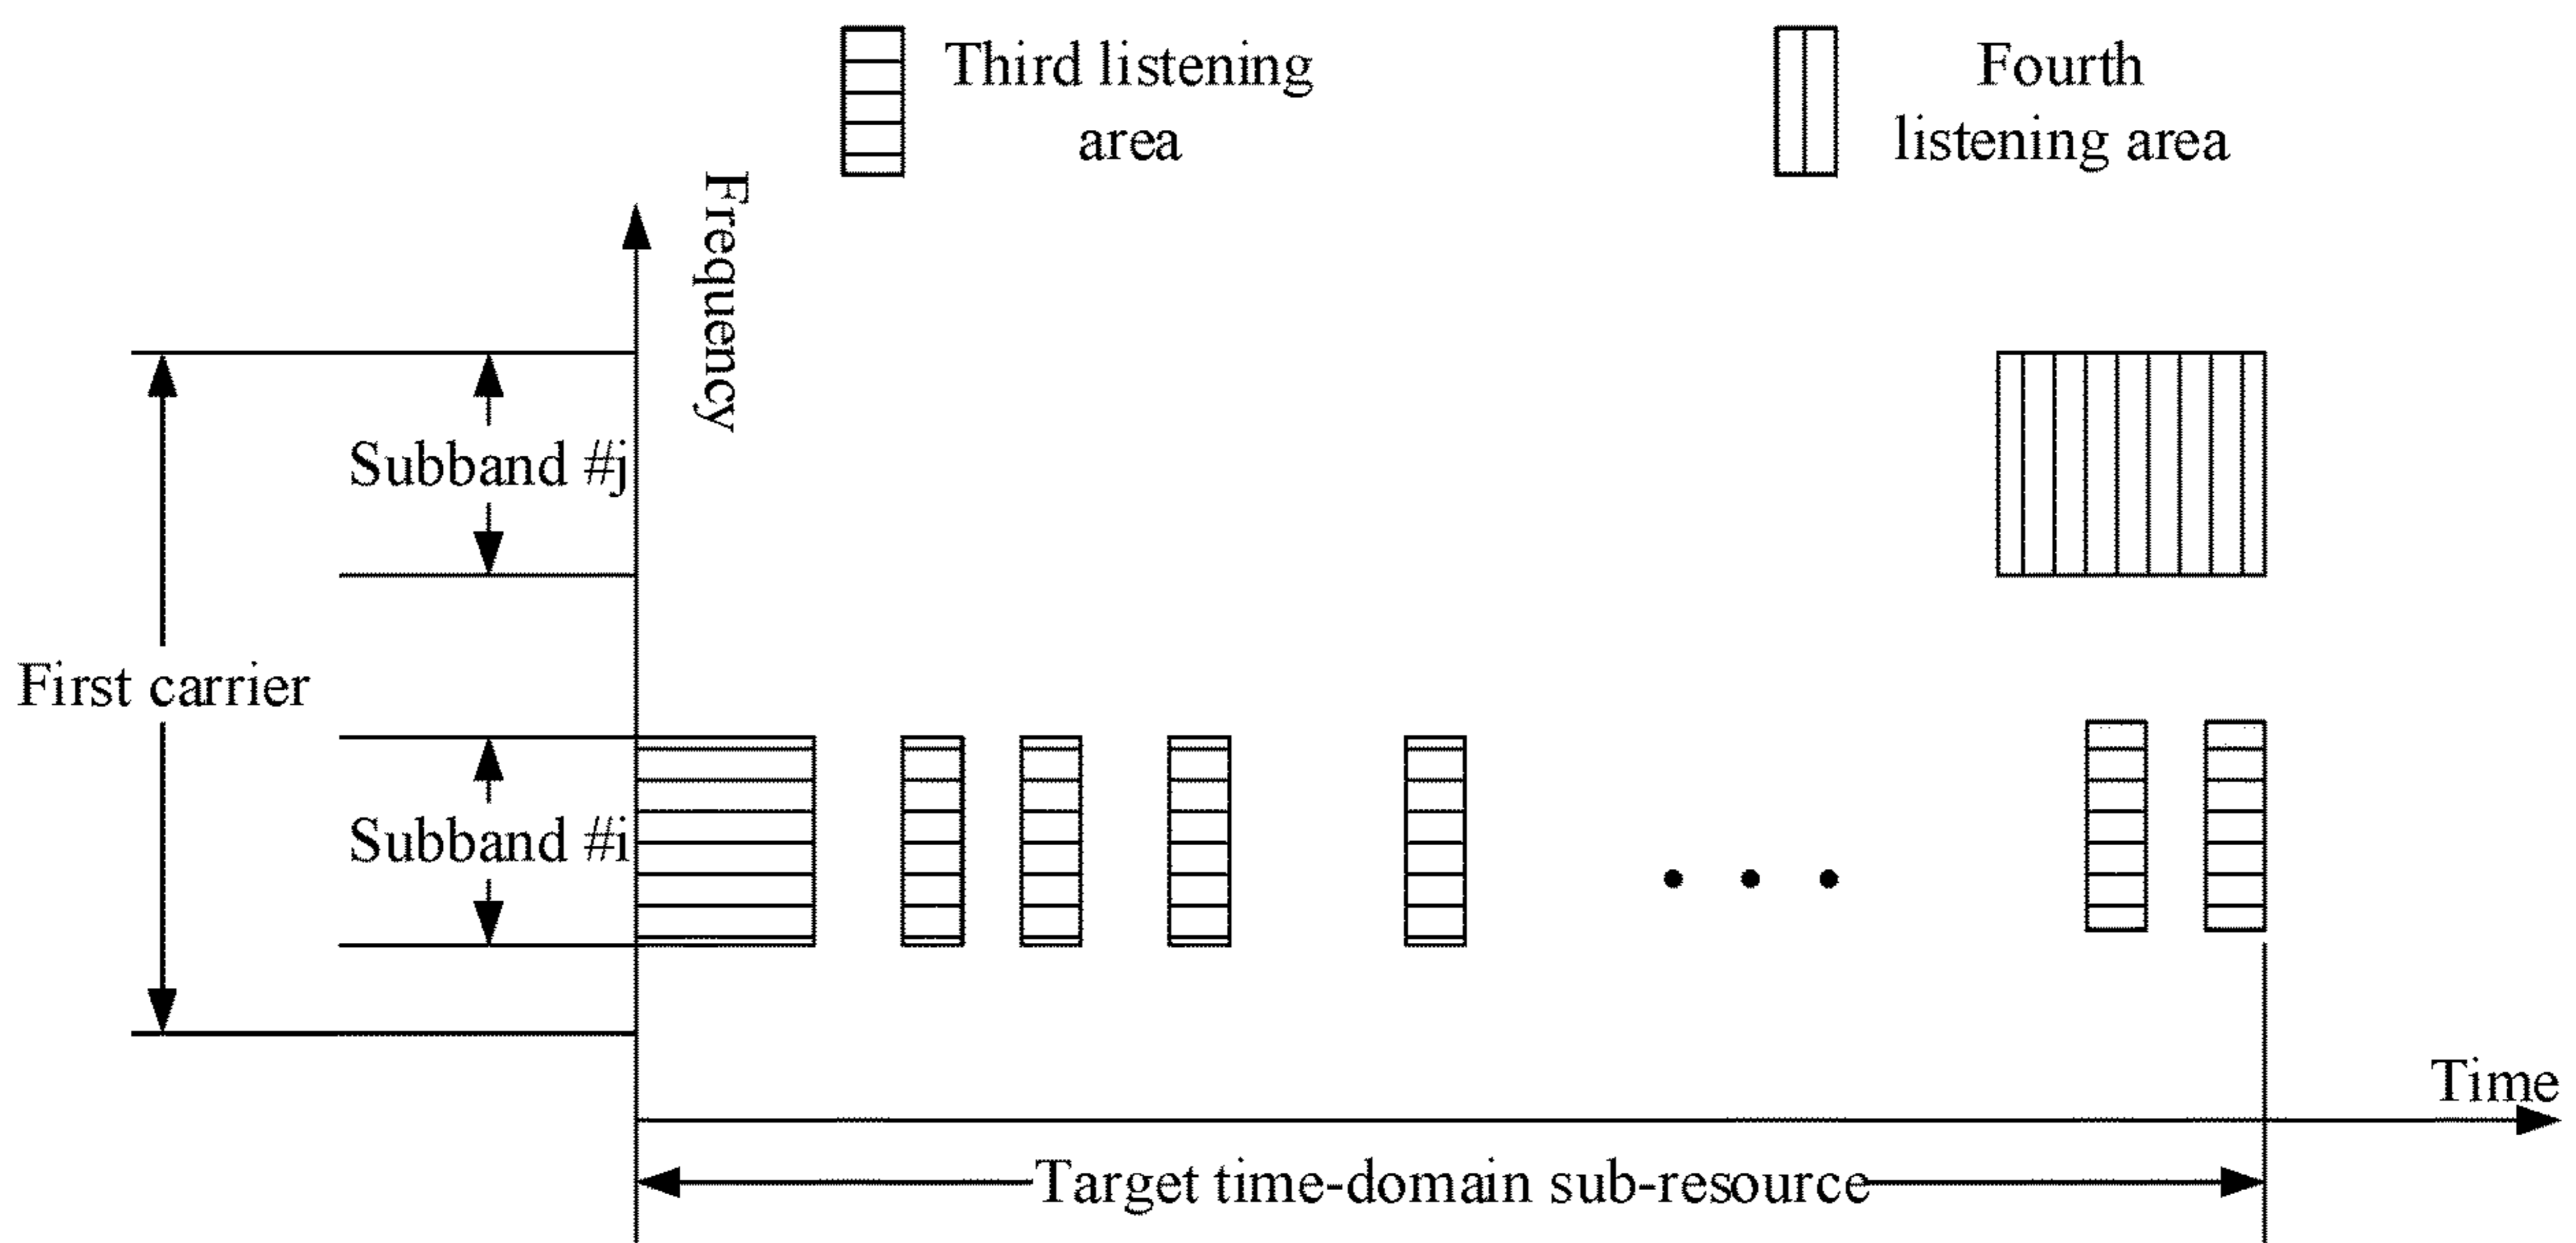 Third listening
area
Fourth
listening area
Frequency
Subband #j
First carrier
Subband #i
Time
Target time-domain sub-resource